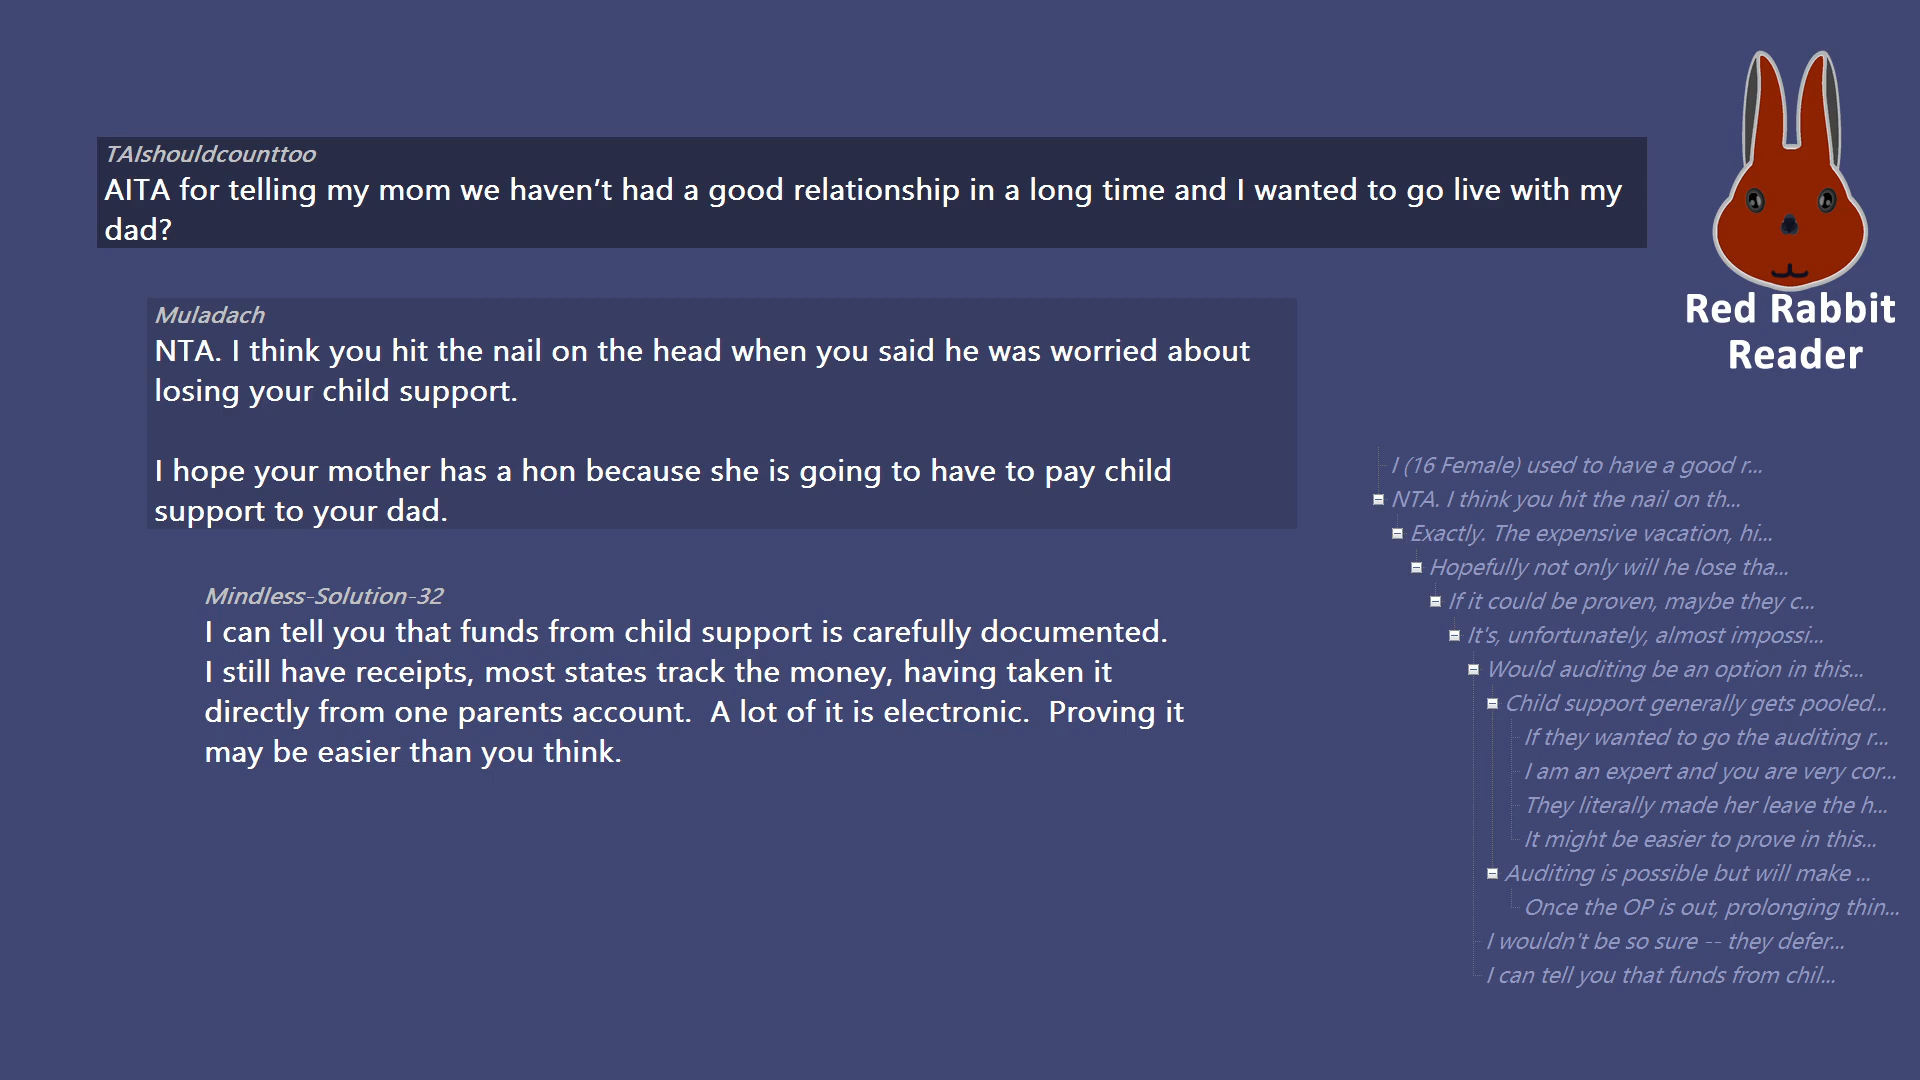 TAIshouldcounttoo
AITA for telling my mom we haven’t had a good relationship in a long time and I wanted to go live with my
dad?
Muladach
NTA. I think you hit the nail on the head when you said he was worried about
losing your child support.
I hope your mother has a hon because she is going to have to pay child
support to your dad.
Mindless-Solution-32
I can tell you that funds from child support is carefully documented.
I still have receipts, most states track the money, having taken it
directly from one parents account.  A lot of it is electronic.  Proving it
may be easier than you think.
Red Rabbit
Reader
I (16 Female) used to have a good r...
NTA. I think you hit the nail on th...
Exactly. The expensive vacation, hi...
Hopefully not only will he lose tha...
If it could be proven, maybe they c...
It's, unfortunately, almost impossi...
Would auditing be an option in this...
Child support generally gets pooled...
If they wanted to go the auditing r...
I am an expert and you are very cor...
They literally made her leave the h...
It might be easier to prove in this...
Auditing is possible but will make ...
Once the OP is out, prolonging thin...
I wouldn't be so sure -- they defer...
I can tell you that funds from chil...